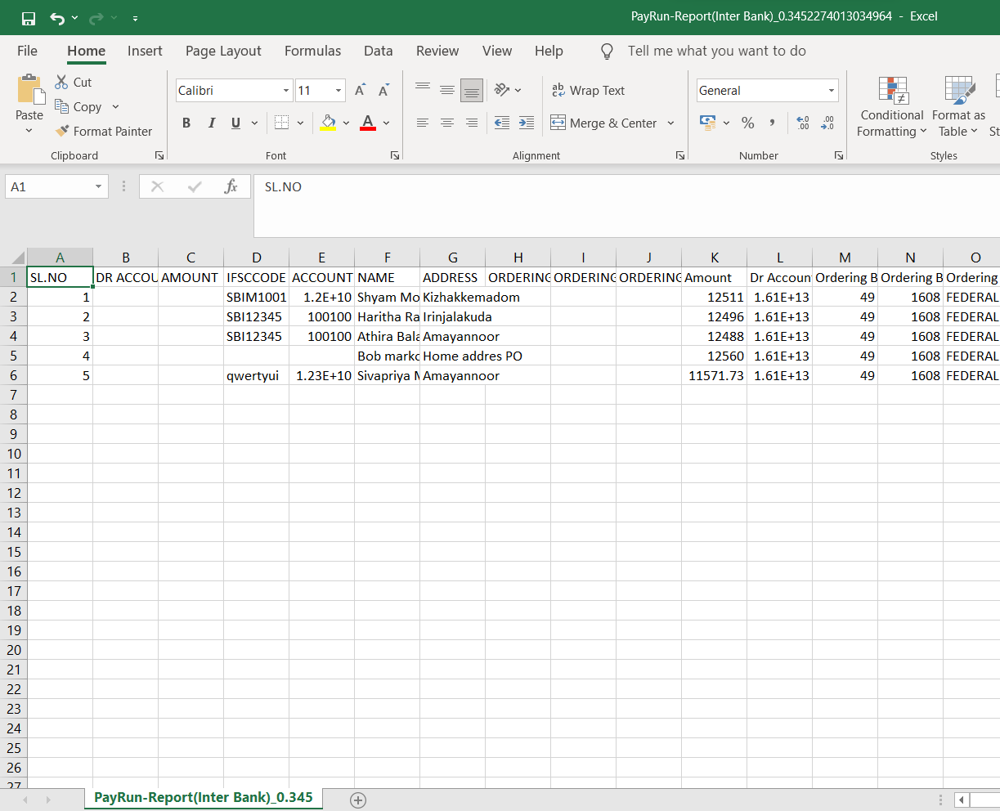 PayRun-Report(Inter Bank)_0.3452274013034964 - Excel
File Home Insert Page Layout Formulas Data Review View Help Tell me what you want to do
Paste
Cut
Copy
Format Painter
Clipboard
Calibri 11
B I U
Font
Wrap Text
Merge & Center
Alignment
General
% , .00 .0
Number
Conditional Formatting
Format as Table
Styles
A1 fx SL.NO
A B C D E F G H I J K L M N O
1 SL.NO DR ACCOU AMOUNT IFSCCODE ACCOUNT NAME ADDRESS ORDERING ORDERING ORDERING Amount Dr Accoun Ordering B Ordering B Ordering
2 1 SBIM1001 1.2E+10 Shyam Mo Kizhakkemadom 12511 1.61E+13 49 1608 FEDERAL
3 2 SBI12345 100100 Haritha Ra Irinjalakuda 12496 1.61E+13 49 1608 FEDERAL
4 3 SBI12345 100100 Athira Bala Amayannoor 12488 1.61E+13 49 1608 FEDERAL
5 4 Bob marko Home addres PO 12560 1.61E+13 49 1608 FEDERAL
6 5 qwertyui 1.23E+10 Sivapriya M Amayannoor 11571.73 1.61E+13 49 1608 FEDERAL
7
8
9
10
11
12
13
14
15
16
17
18
19
20
21
22
23
24
25
26
27
PayRun-Report(Inter Bank)_0.345